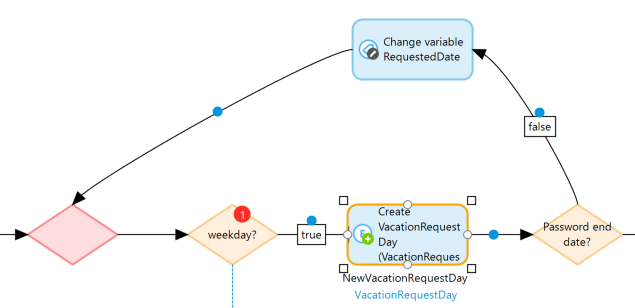 Change variable
RequestedDate
false
1
weekday?
true
Create
VacationRequest
Day
(VacationReques
Password end
date?
NewVacationRequestDay
VacationRequestDay